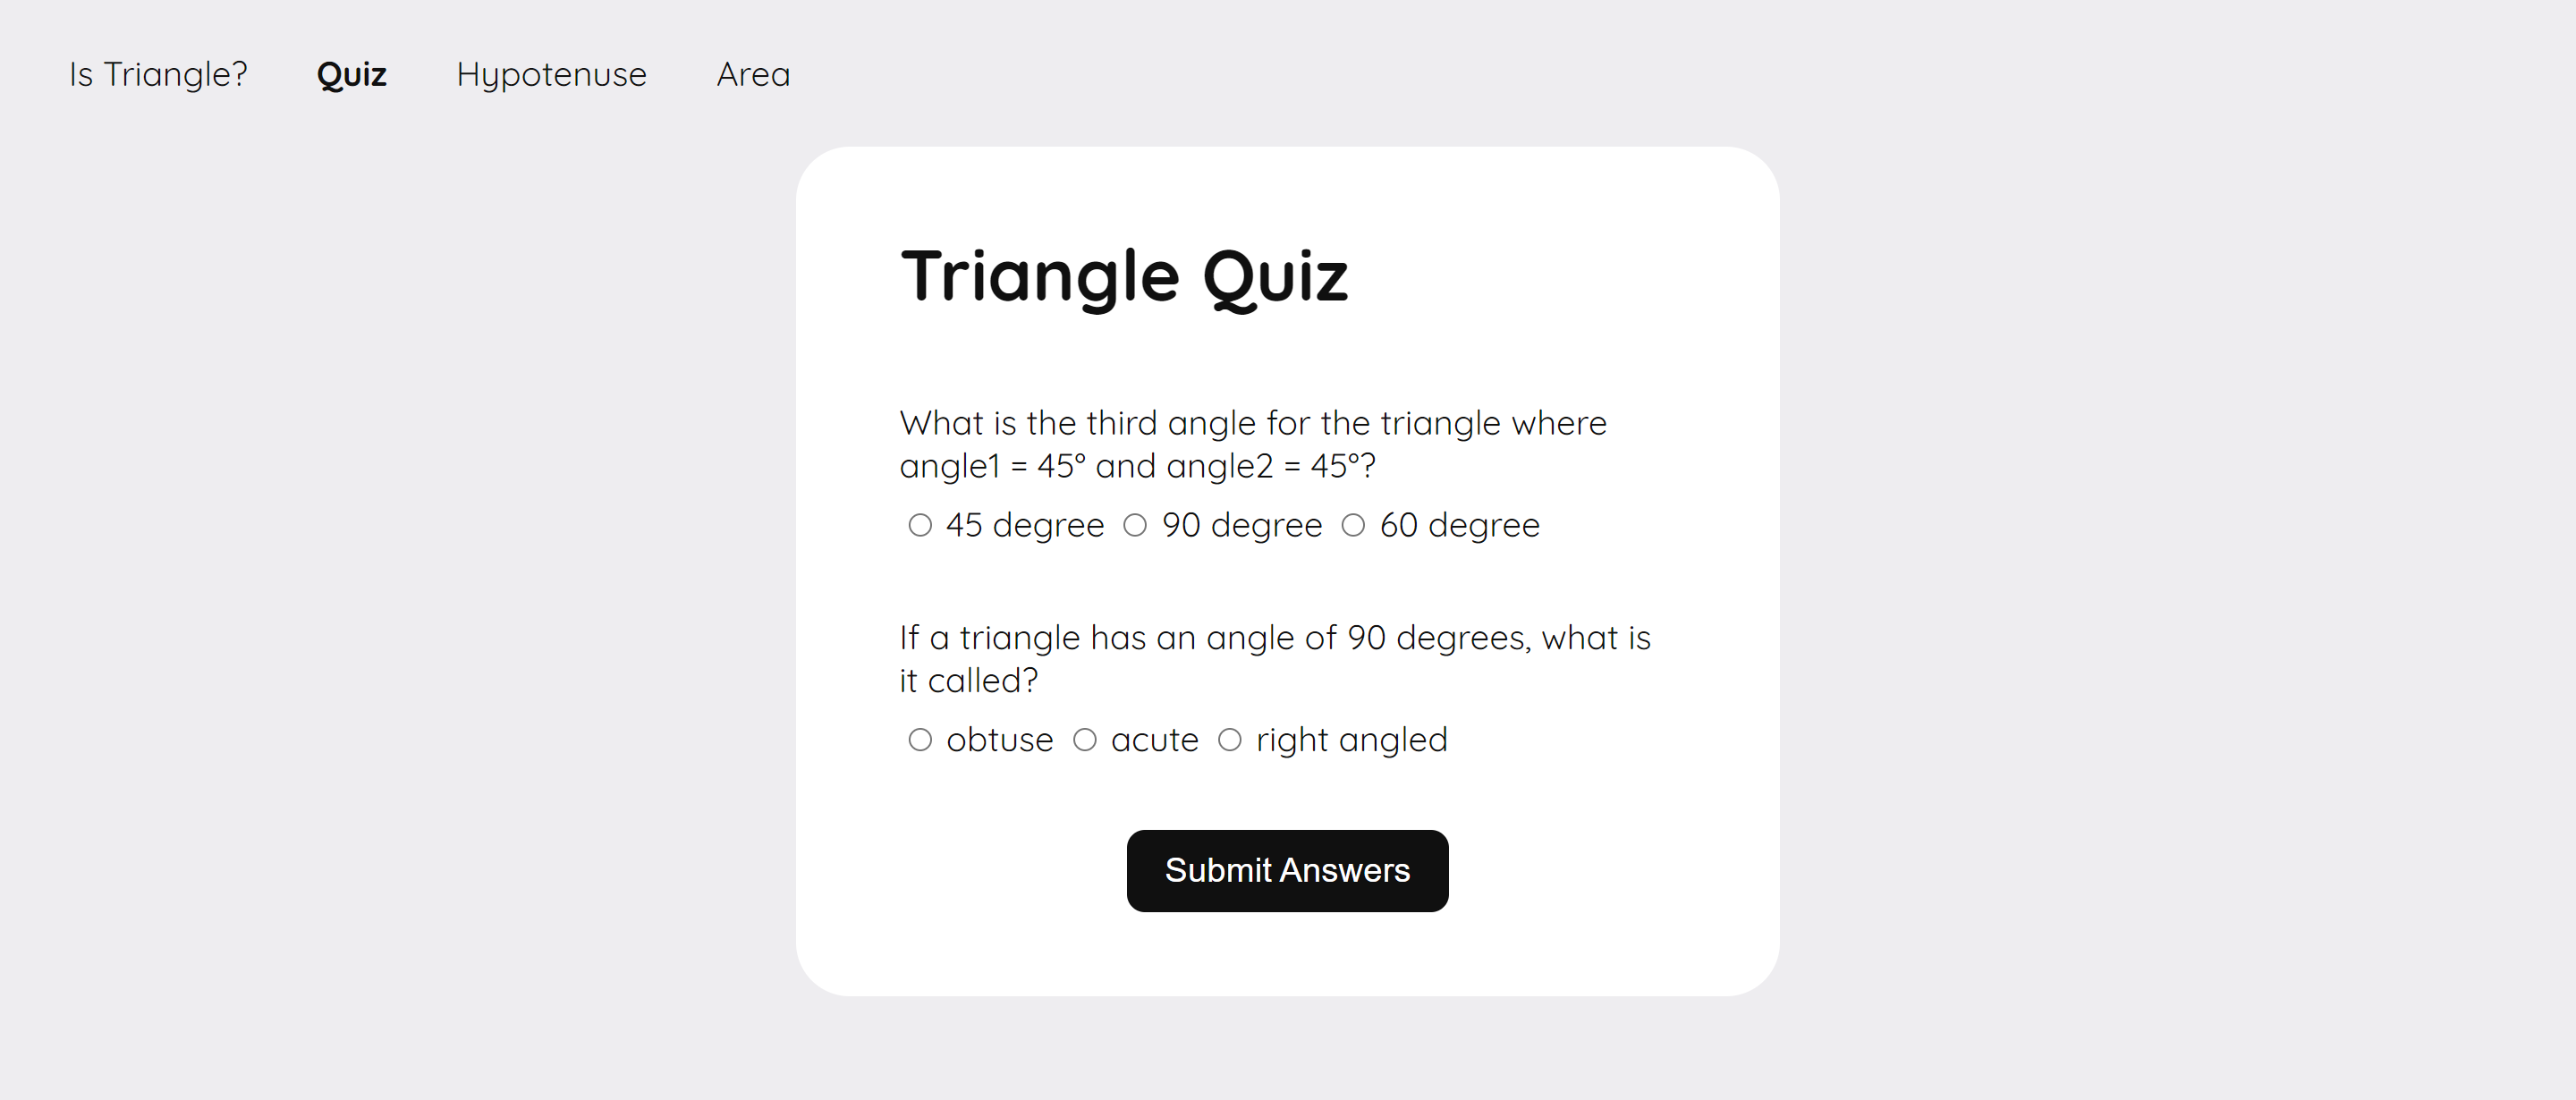 Is Triangle? Quiz Hypotenuse Area
Triangle Quiz
What is the third angle for the triangle where
angle1 = 45° and angle2 = 45°?
45 degree 90 degree 60 degree
If a triangle has an angle of 90 degrees, what is
it called?
obtuse acute right angled
Submit Answers